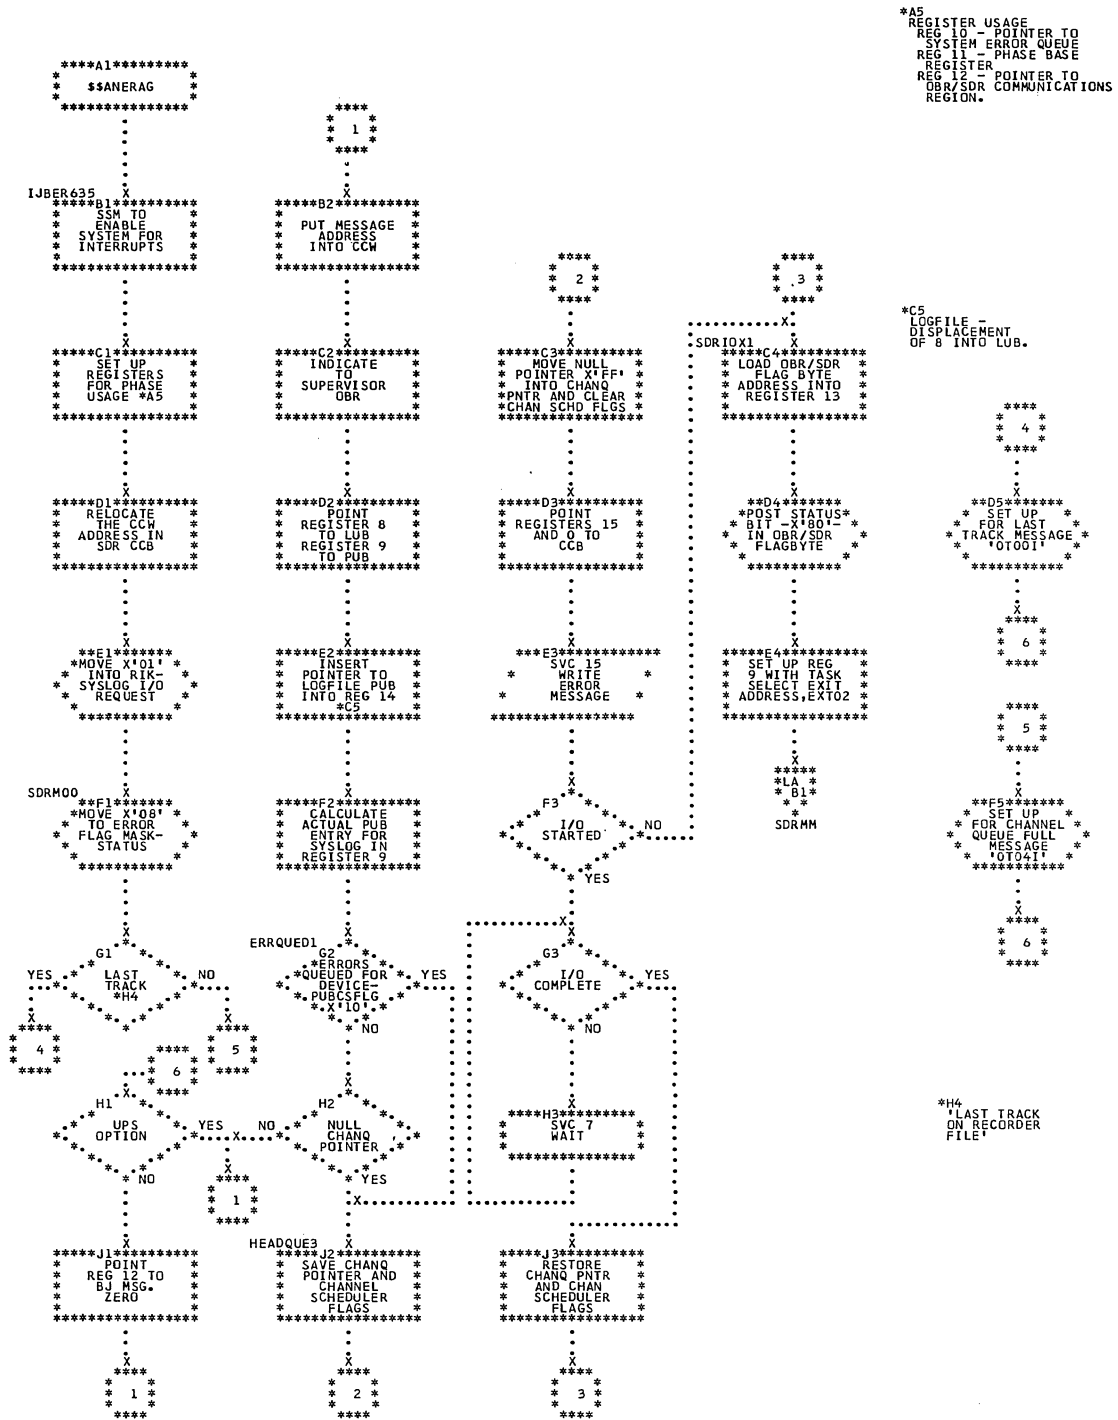 *A5
REGISTER USAGE
REG 10 - POINTER TO
SYSTEM ERROR QUEUE
REG 11 - PHASE BASE
REGISTER
REG 12 - POINTER TO
OBR/SDR COMMUNICATIONS
REGION.
A1
$$ANERAG
1
IJBER635
B1
SSM TO
ENABLE
SYSTEM FOR
INTERRUPTS
B2
PUT MESSAGE
ADDRESS
INTO CCW
2
3
*C5
LOGFILE -
DISPLACEMENT
OF 8 INTO LUB.
C1
SET UP
REGISTERS
FOR PHASE
USAGE *A5
C2
INDICATE
TO
SUPERVISOR
OBR
C3
MOVE NULL
POINTER X'FF'
INTO CHANQ
PNTR AND CLEAR
CHAN SCHD FLGS
SDRIOX1
C4
LOAD OBR/SDR
FLAG BYTE
ADDRESS INTO
REGISTER 13
4
D1
RELOCATE
THE CCW
ADDRESS IN
SDR CCB
D2
POINT
REGISTER 8
TO LUB
REGISTER 9
TO PUB
D3
POINT
REGISTERS 15
AND 0 TO
CCB
D4
POST STATUS
BIT -X'80'-
IN OBR/SDR
FLAGBYTE
D5
SET UP
FOR LAST
TRACK MESSAGE
'0T00I'
6
E1
MOVE X'01'
INTO RIK-
SYSLOG I/O
REQUEST
E2
INSERT
POINTER TO
LOGFILE PUB
INTO REG 14
*C5
E3
SVC 15
WRITE
ERROR
MESSAGE
E4
SET UP REG
9 WITH TASK
SELECT EXIT
ADDRESS,EXT02
5
LA
B1
SDRMM
SDRM00
F1
MOVE X'08'
TO ERROR
FLAG MASK-
STATUS
F2
CALCULATE
ACTUAL PUB
ENTRY FOR
SYSLOG IN
REGISTER 9
F3
I/O
STARTED
NO
YES
F5
SET UP
FOR CHANNEL
QUEUE FULL
MESSAGE
'0T04I'
6
G1
LAST
TRACK
*H4
YES
NO
ERRQUED1
G2
ERRORS
QUEUED FOR
DEVICE-
PUBCSFLG
X'10'
YES
NO
G3
I/O
COMPLETE
YES
NO
4
5
6
H1
UPS
OPTION
YES
NO
H2
NULL
CHANQ
POINTER
NO
YES
H3
SVC 7
WAIT
*H4
'LAST TRACK
ON RECORDER
FILE'
1
J1
POINT
REG 12 TO
BJ MSG.
ZERO
HEADQUE3
J2
SAVE CHANQ
POINTER AND
CHANNEL
SCHEDULER
FLAGS
J3
RESTORE
CHANQ PNTR
AND CHAN
SCHEDULER
FLAGS
1
2
3